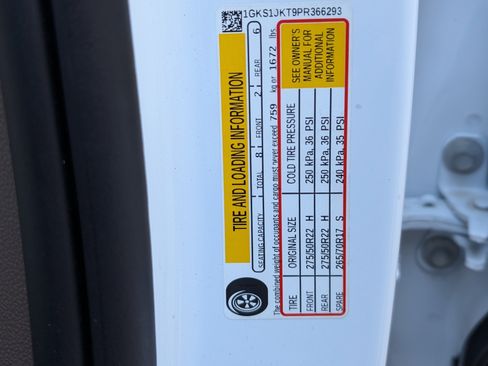 1GKS1JKT9PR366293
TIRE AND LOADING INFORMATION
SEATING CAPACITY TOTAL 8 FRONT 2 REAR 6
The combined weight of occupants and cargo must never exceed 759 kg or 1672 lbs
TIRE ORIGINAL SIZE COLD TIRE PRESSURE
FRONT 275/50R22 H 250 kPa, 36 PSI
REAR 275/50R22 H 250 kPa, 36 PSI
SPARE 265/70R17 S 240 kPa, 35 PSI
SEE OWNER'S
MANUAL FOR
ADDITIONAL
INFORMATION